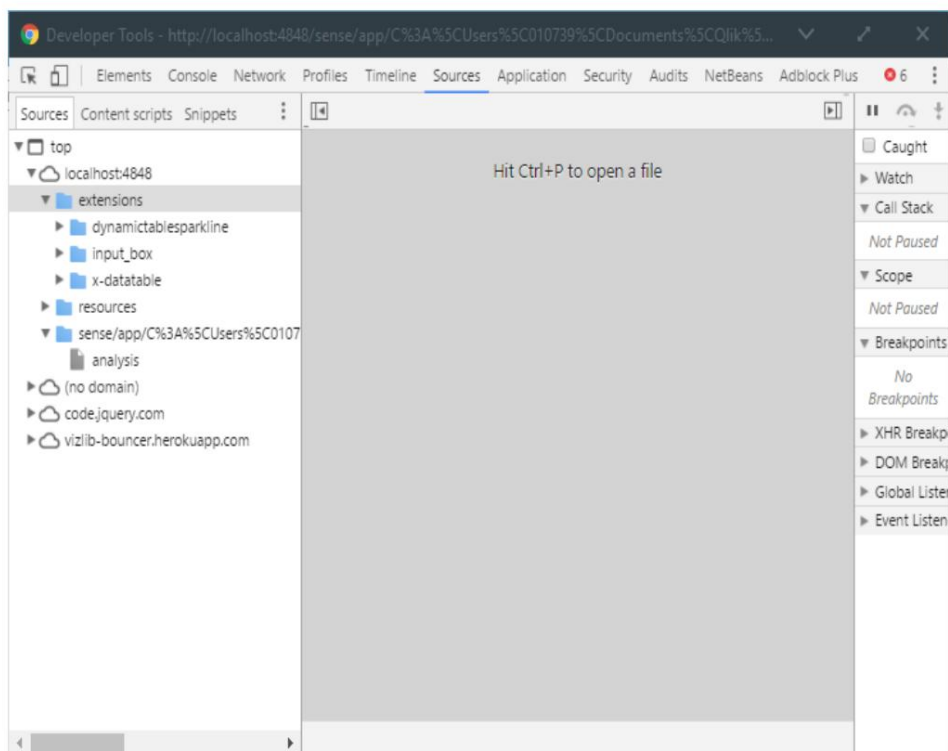 Developer Tools - http://localhost:4848/sense/app/C%3A%5CUsers%5C010739%5CDocuments%5CQlik%5...
Elements Console Network Profiles Timeline Sources Application Security Audits NetBeans Adblock Plus 6
Sources Content scripts Snippets
top
localhost:4848
extensions
dynamictablesparkline
input_box
x-datatable
resources
sense/app/C%3A%5CUsers%5C0107
analysis
(no domain)
code.jquery.com
vizlib-bouncer.herokuapp.com
Hit Ctrl+P to open a file
Caught
Watch
Call Stack
Not Paused
Scope
Not Paused
Breakpoints
No
Breakpoints
XHR Breakp
DOM Break
Global Liste
Event Listen